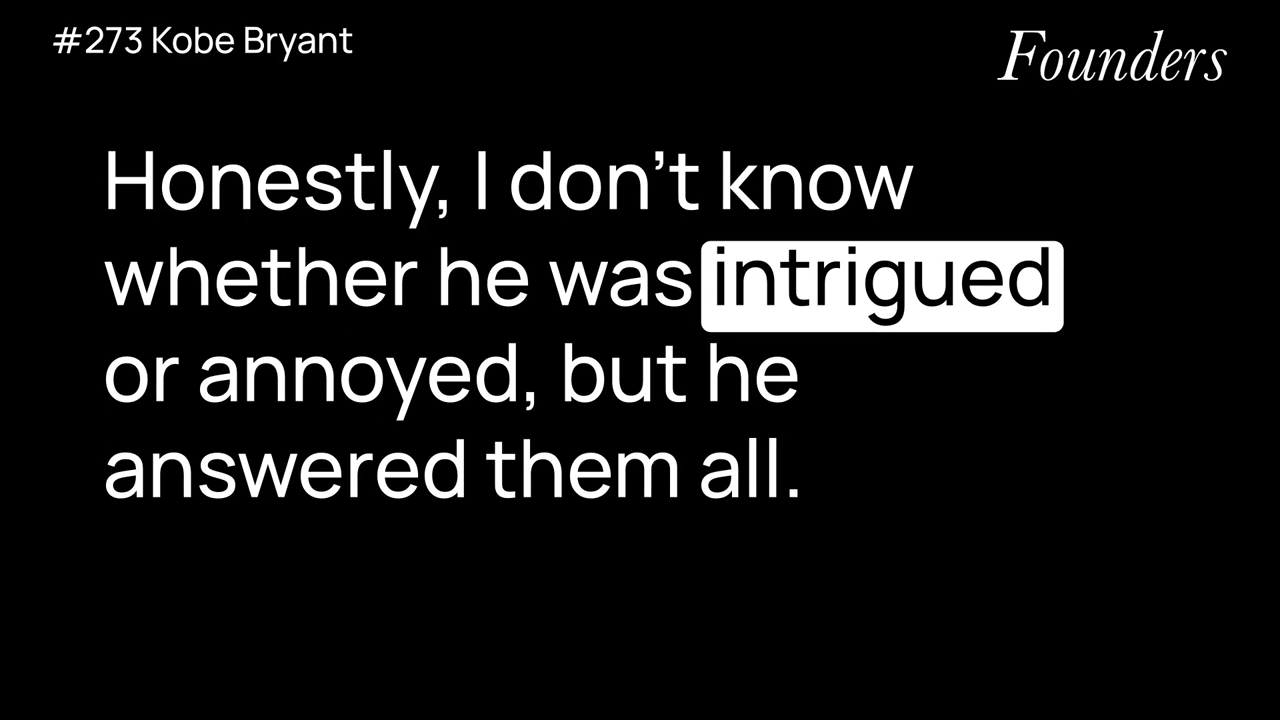 #273 Kobe Bryant
Founders
Honestly, I don’t know
whether he was intrigued
or annoyed, but he
answered them all.